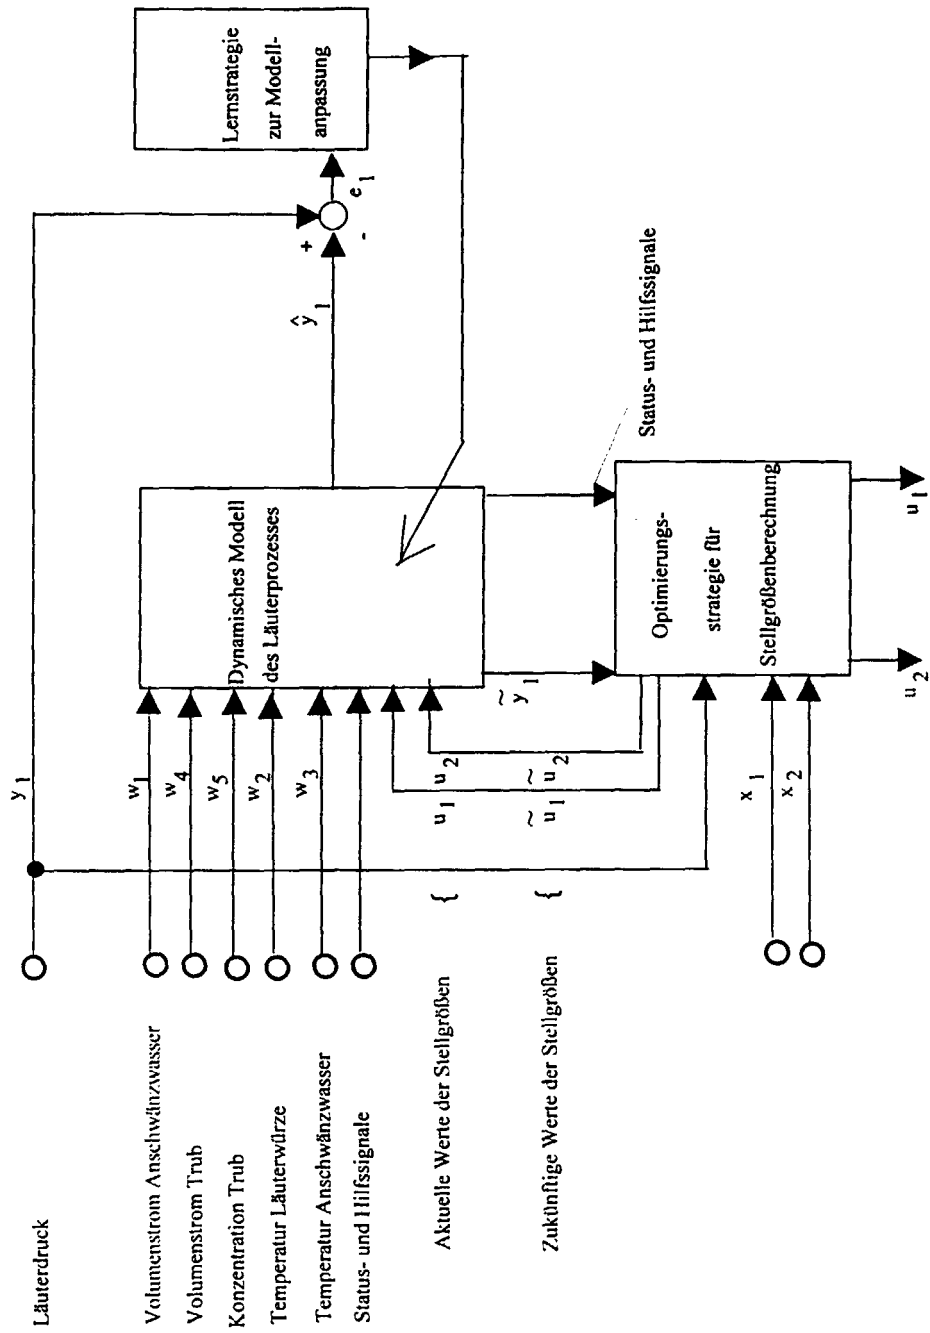 Läuterdruck
y1
Volumenstrom Anschwänzwasser
w1
Volumenstrom Trub
w4
Konzentration Trub
w5
Temperatur Läuterwürze
w2
Temperatur Anschwänzwasser
w3
Status- und Hilfssignale
Aktuelle Werte der Stellgrößen
{
u1 u2
Zukünftige Werte der Stellgrößen
{
ũ1 ũ2
Dynamisches Modell
des Läuterprozesses
ŷ1
+
-
e1
Lernstrategie
zur Modell-
anpassung
ỹ1
Status- und Hilfssignale
Optimierungs-
strategie für
Stellgrößenberechnung
x1
x2
u2
u1